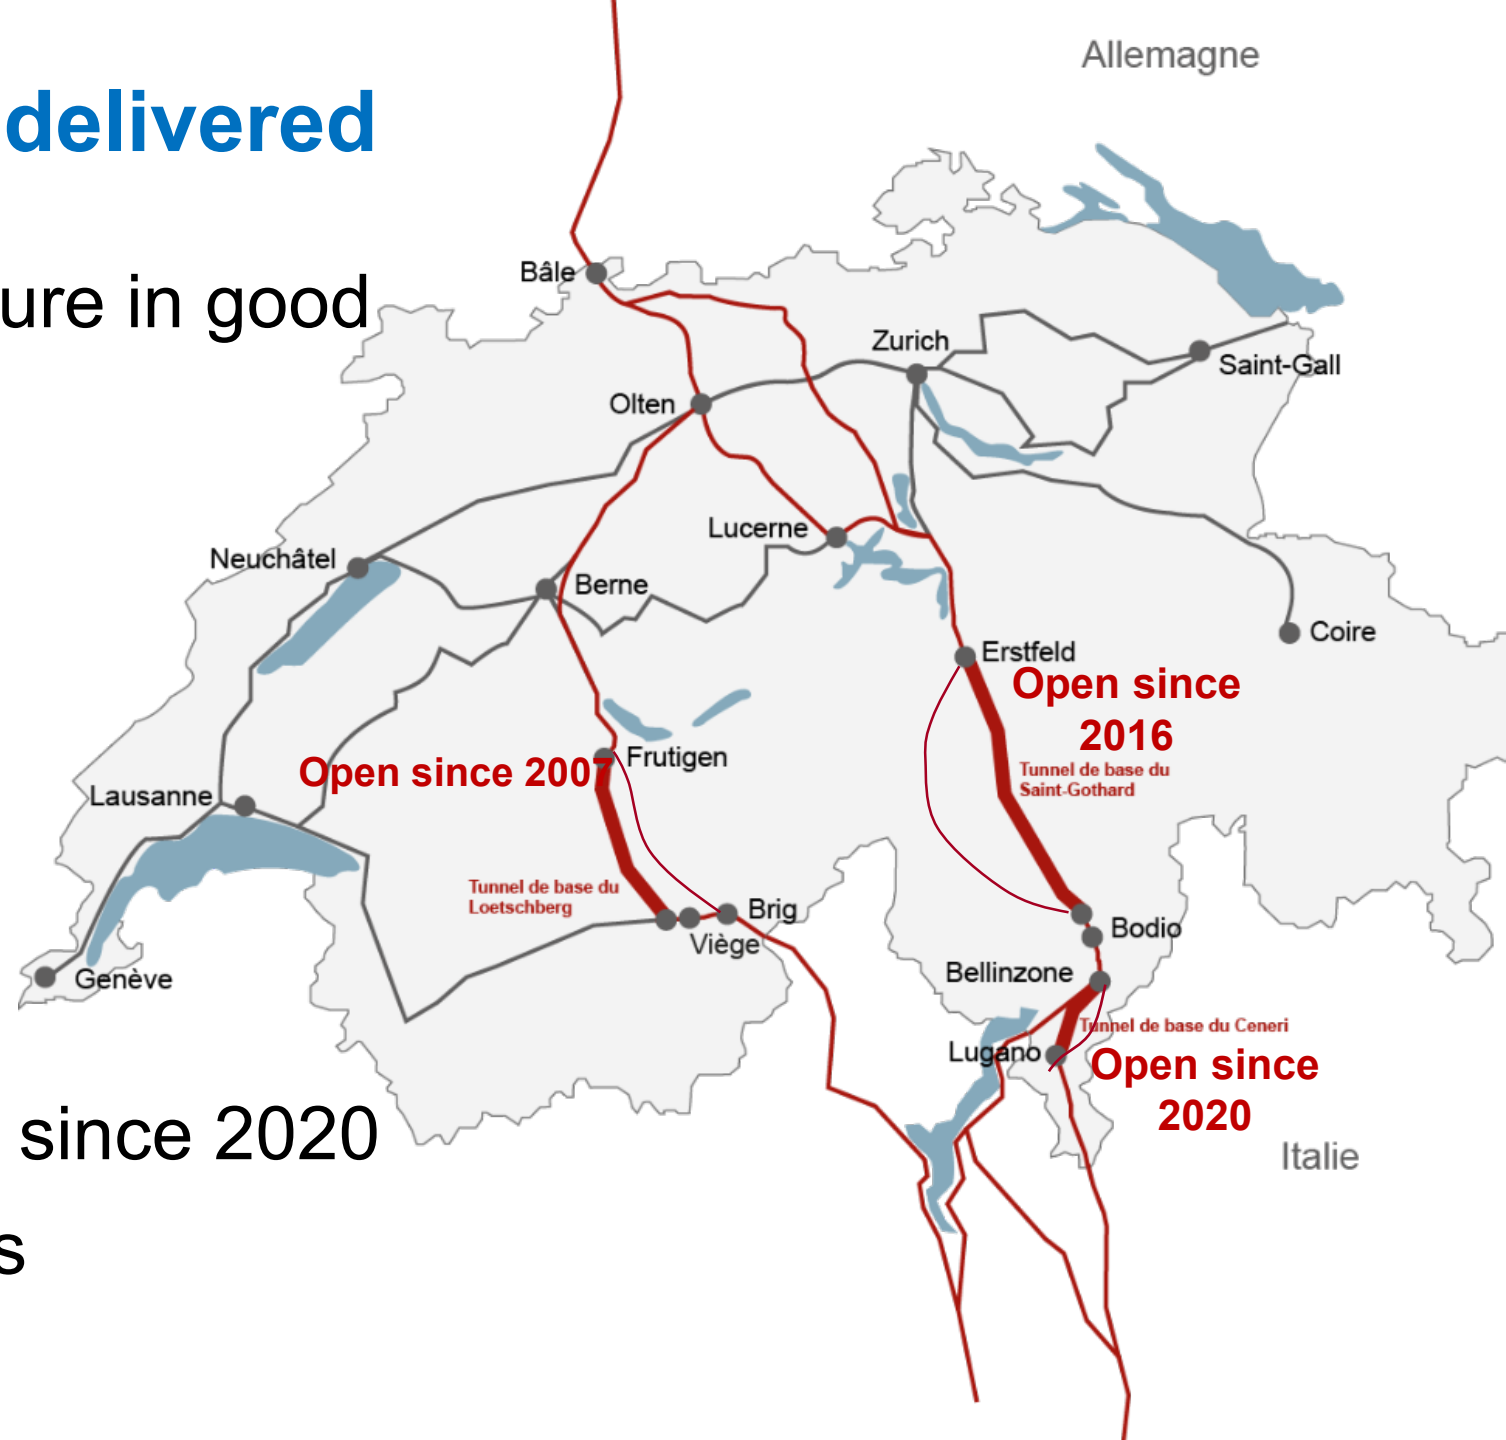 Allemagne
delivered
Bâle
ure in good
Zurich
Saint-Gall
Olten
Lucerne
Neuchâtel
Berne
Coire
Erstfeld
Open since
2016
Frutigen
Open since 2007
Tunnel de base du
Saint-Gothard
Lausanne
Tunnel de base du
Loetschberg
Brig
Viège
Bodio
Bellinzone
Genève
Tunnel de base du Ceneri
Lugano
Open since
2020
since 2020
Italie
s